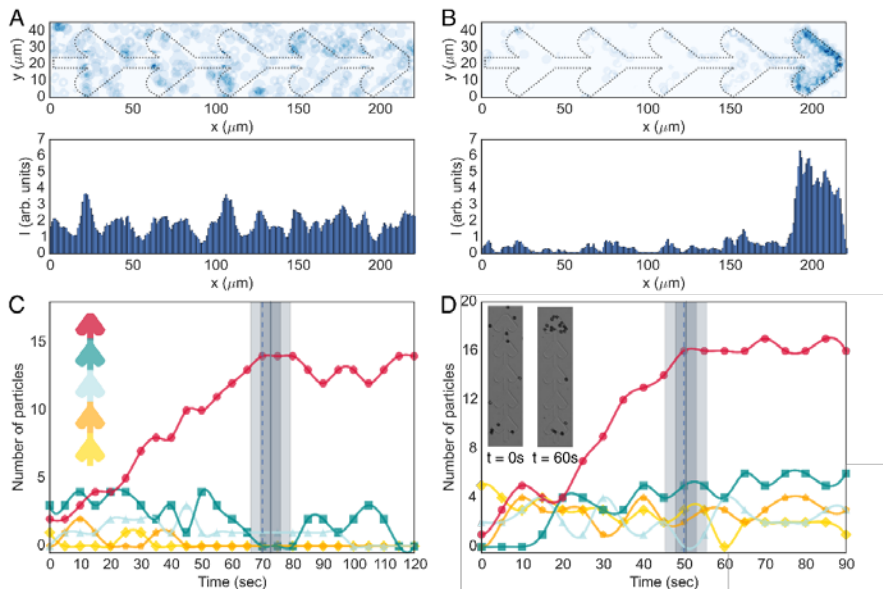 A
B
y (μm)
40
30
20
10
0
0
50
100
150
200
x (μm)
40
30
20
10
0
0
50
100
150
200
x (μm)
y (μm)
I (arb. units)
7
6
5
4
3
2
1
0
0
50
100
150
200
x (μm)
I (arb. units)
7
6
5
4
3
2
1
0
0
50
100
150
200
x (μm)
C
D
Number of particles
15
10
5
0
0 10 20 30 40 50 60 70 80 90 100 110 120
Time (sec)
Number of particles
20
16
12
8
4
0
t = 0s
t = 60s
0 10 20 30 40 50 60 70 80 90
Time (sec)